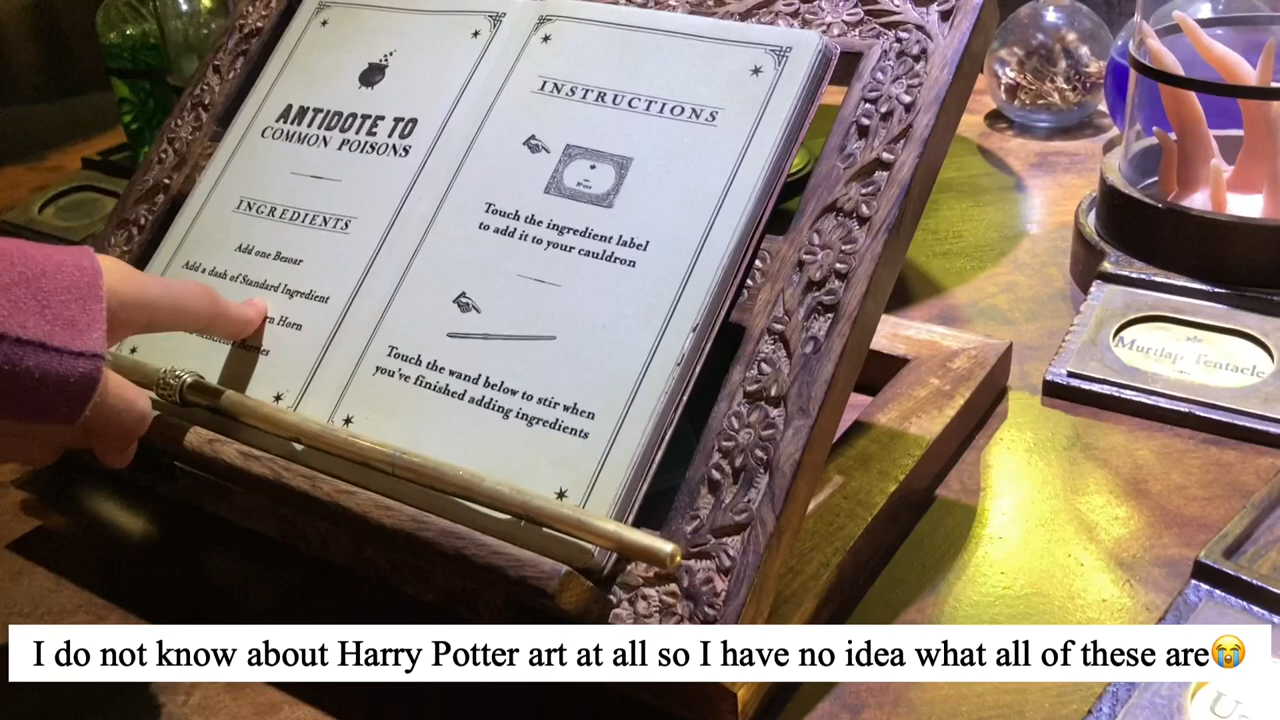 ANTIDOTE TO
COMMON POISONS
INGREDIENTS
Add one Bezoar
Add a dash of Standard Ingredient
Horn
INSTRUCTIONS
Touch the ingredient label
to add it to your cauldron
Touch the wand below to stir when
you've finished adding ingredients
Murtlap Tentacle
I do not know about Harry Potter art at all so I have no idea what all of these are😭